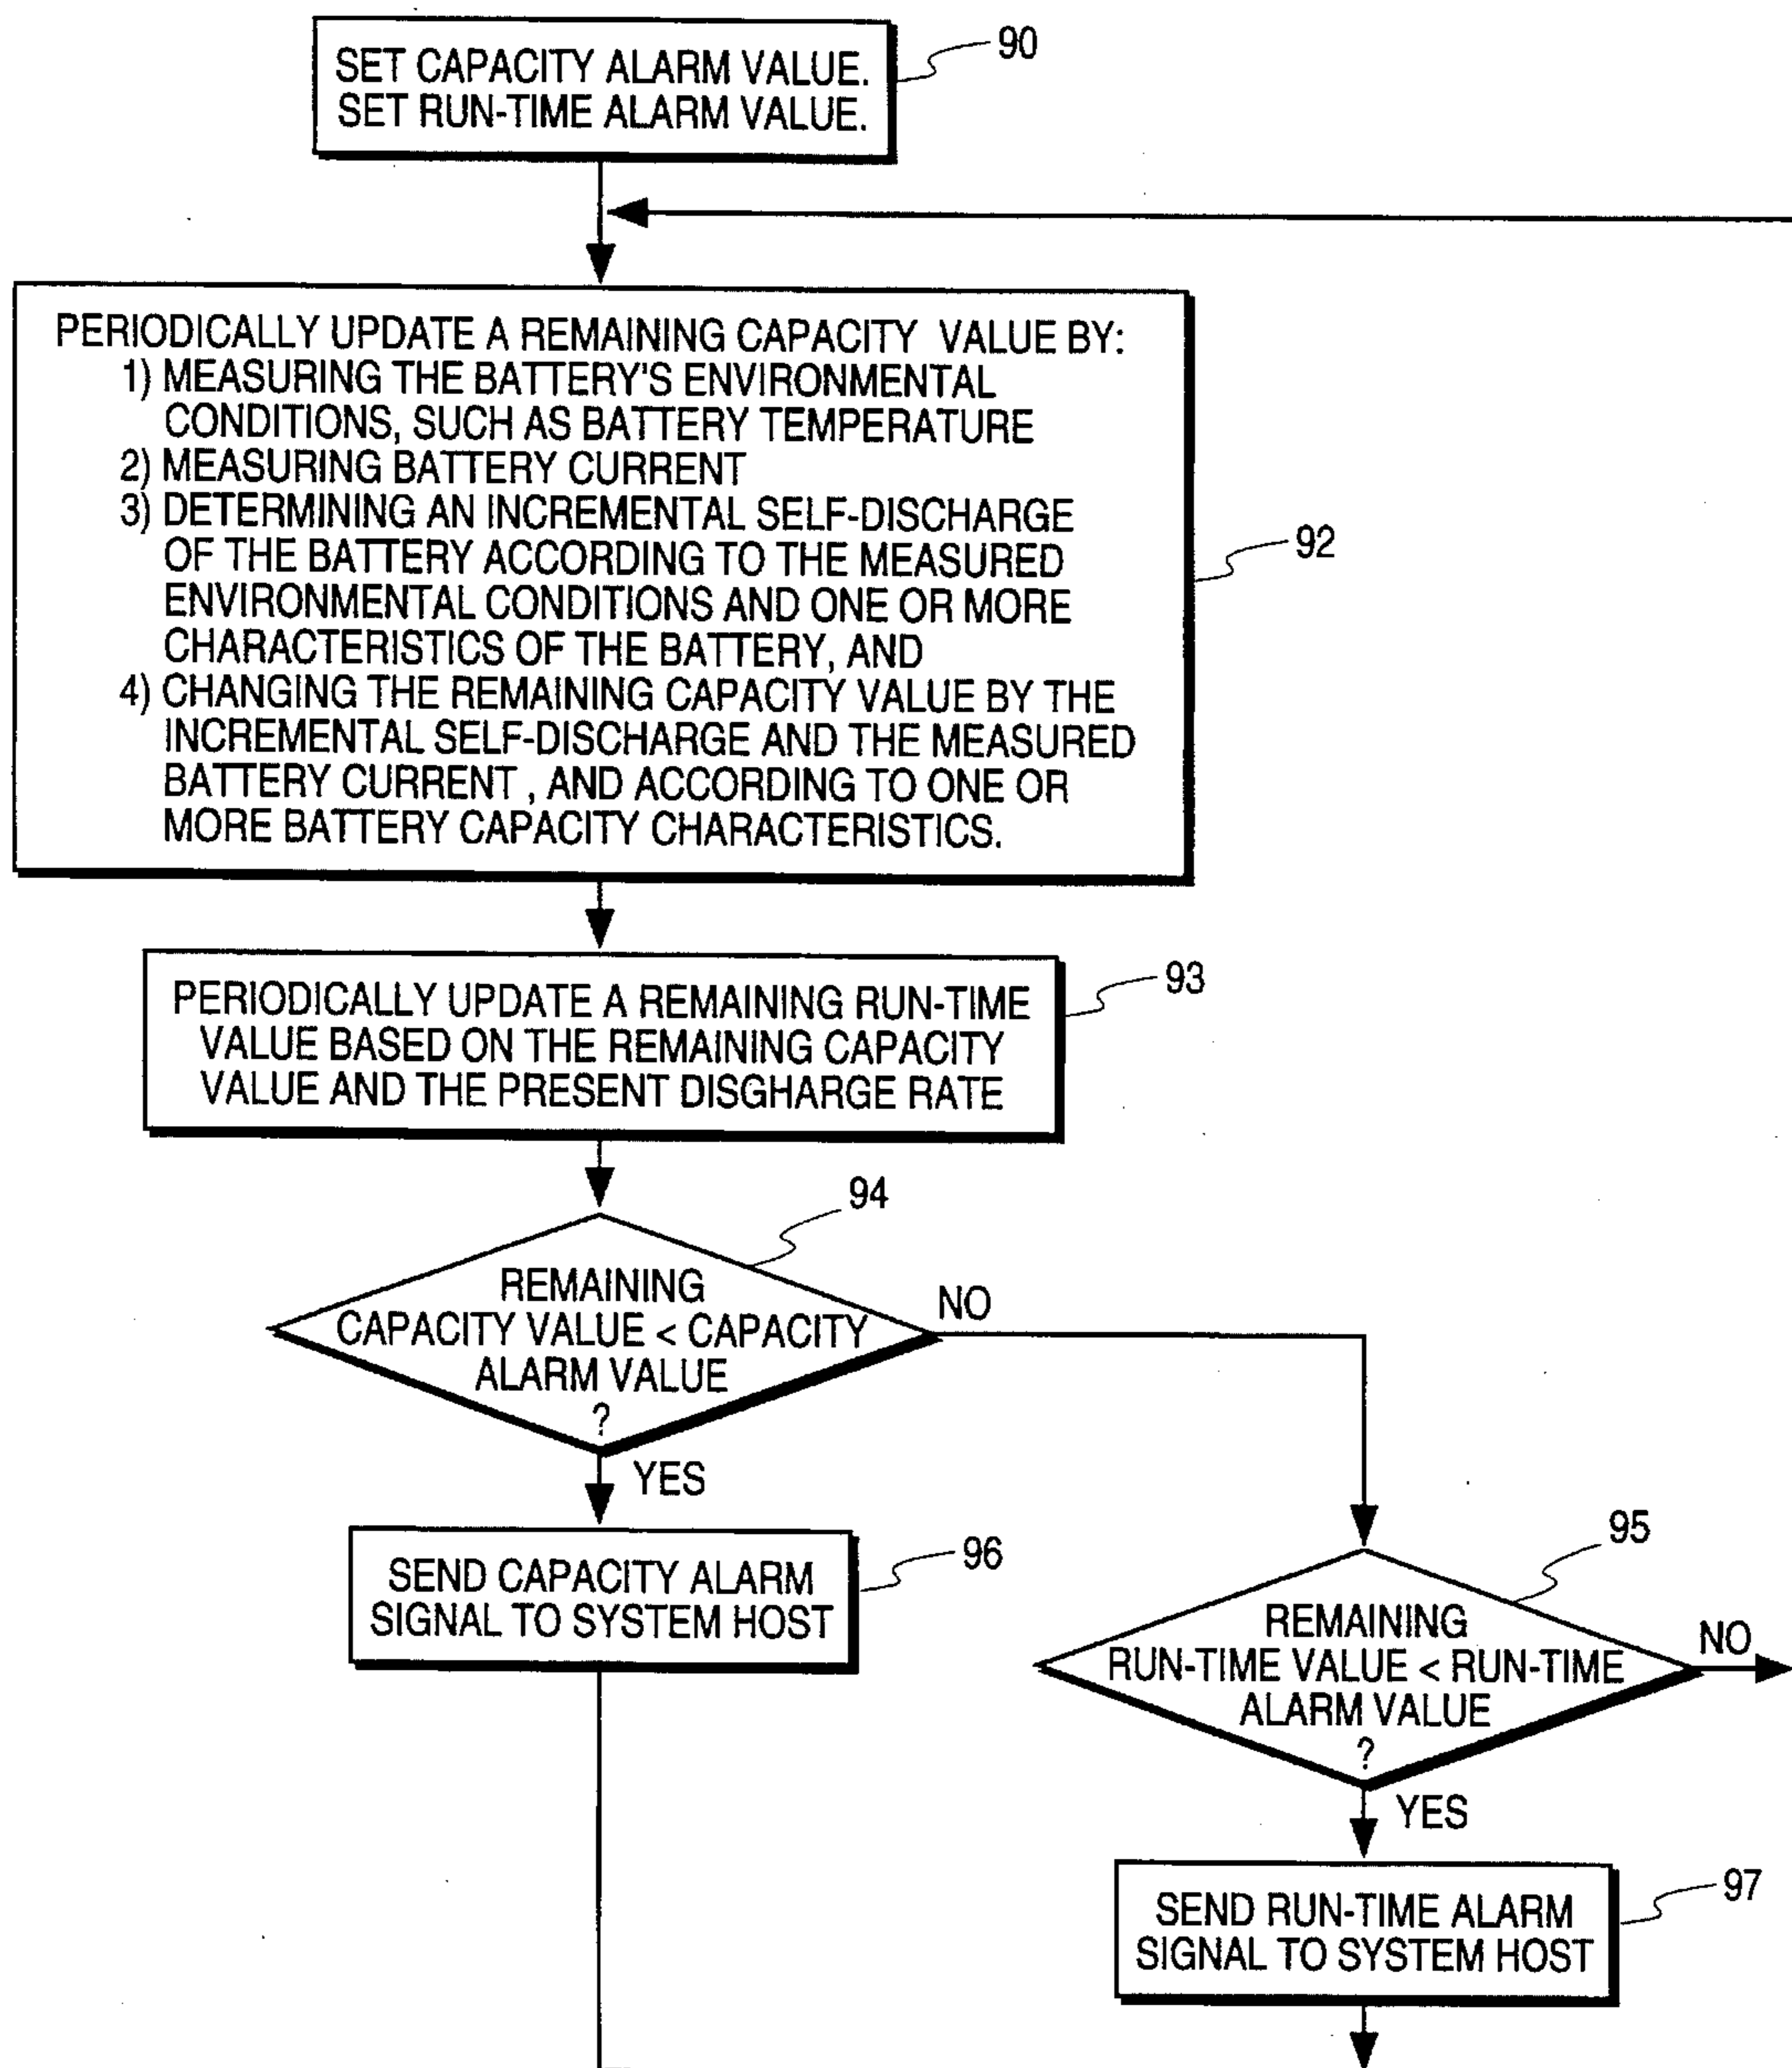 SET CAPACITY ALARM VALUE.
SET RUN-TIME ALARM VALUE.
90
PERIODICALLY UPDATE A REMAINING CAPACITY VALUE BY:
1) MEASURING THE BATTERY'S ENVIRONMENTAL
CONDITIONS, SUCH AS BATTERY TEMPERATURE
2) MEASURING BATTERY CURRENT
3) DETERMINING AN INCREMENTAL SELF-DISCHARGE
OF THE BATTERY ACCORDING TO THE MEASURED
ENVIRONMENTAL CONDITIONS AND ONE OR MORE
CHARACTERISTICS OF THE BATTERY, AND
4) CHANGING THE REMAINING CAPACITY VALUE BY THE
INCREMENTAL SELF-DISCHARGE AND THE MEASURED
BATTERY CURRENT , AND ACCORDING TO ONE OR
MORE BATTERY CAPACITY CHARACTERISTICS.
92
PERIODICALLY UPDATE A REMAINING RUN-TIME
VALUE BASED ON THE REMAINING CAPACITY
VALUE AND THE PRESENT DISGHARGE RATE
93
94
REMAINING
CAPACITY VALUE < CAPACITY
ALARM VALUE
?
NO
YES
SEND CAPACITY ALARM
SIGNAL TO SYSTEM HOST
96
95
REMAINING
RUN-TIME VALUE < RUN-TIME
ALARM VALUE
?
NO
YES
SEND RUN-TIME ALARM
SIGNAL TO SYSTEM HOST
97